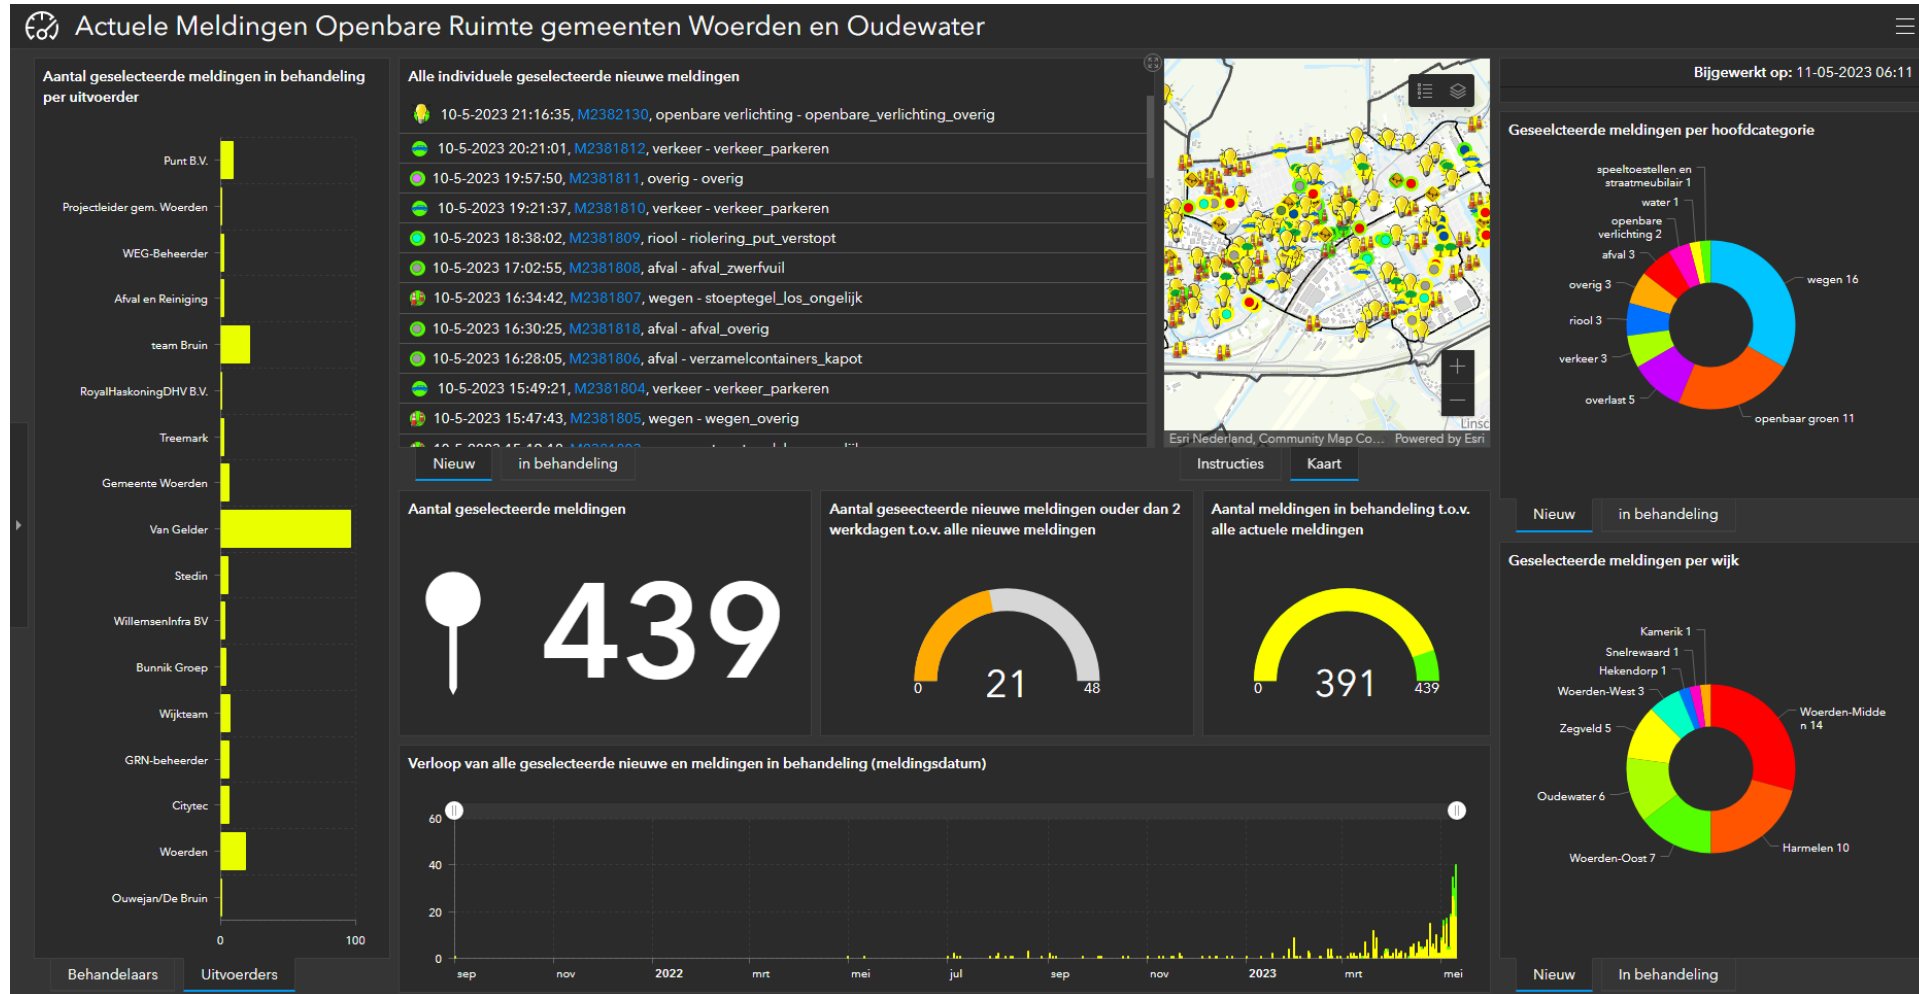 Actuele Meldingen Openbare Ruimte gemeenten Woerden en Oudewater
Aantal geselecteerde meldingen in behandeling
per uitvoerder
Punt B.V.
Projectleider gem. Woerden
WEG-Beheerder
Afval en Reiniging
team Bruin
RoyalHaskoningDHV B.V.
Treemark
Gemeente Woerden
Van Gelder
Stedin
WillemsenInfra BV
Bunnik Groep
Wijkteam
GRN-beheerder
Citytec
Woerden
Ouwejan/De Bruin
0
100
Behandelaars
Uitvoerders
Alle individuele geselecteerde nieuwe meldingen
10-5-2023 21:16:35, M2382130, openbare verlichting - openbare_verlichting_overig
10-5-2023 20:21:01, M2381812, verkeer - verkeer_parkeren
10-5-2023 19:57:50, M2381811, overig - overig
10-5-2023 19:21:37, M2381810, verkeer - verkeer_parkeren
10-5-2023 18:38:02, M2381809, riool - riolering_put_verstopt
10-5-2023 17:02:55, M2381808, afval - afval_zwerfvuil
10-5-2023 16:34:42, M2381807, wegen - stoeptegel_los_ongelijk
10-5-2023 16:30:25, M2381818, afval - afval_overig
10-5-2023 16:28:05, M2381806, afval - verzamelcontainers_kapot
10-5-2023 15:49:21, M2381804, verkeer - verkeer_parkeren
10-5-2023 15:47:43, M2381805, wegen - wegen_overig
Nieuw
in behandeling
Linsc
Esri Nederland, Community Map Co...
Powered by Esri
Instructies
Kaart
Aantal geselecteerde meldingen
439
Aantal geseecteerde nieuwe meldingen ouder dan 2
werkdagen t.o.v. alle nieuwe meldingen
0
21
48
Aantal meldingen in behandeling t.o.v.
alle actuele meldingen
0
391
439
Verloop van alle geselecteerde nieuwe en meldingen in behandeling (meldingsdatum)
60
40
20
0
sep
nov
2022
mrt
mei
jul
sep
nov
2023
mrt
mei
Bijgewerkt op: 11-05-2023 06:11
Geseelcteerde meldingen per hoofdcategorie
speeltoestellen en
straatmeubilair 1
water 1
openbare
verlichting 2
afval 3
overig 3
riool 3
verkeer 3
overlast 5
wegen 16
openbaar groen 11
Nieuw
in behandeling
Geselecteerde meldingen per wijk
Kamerik 1
Snelrewaard 1
Hekendorp 1
Woerden-West 3
Zegveld 5
Oudewater 6
Woerden-Oost 7
Woerden-Midde
n 14
Harmelen 10
Nieuw
In behandeling